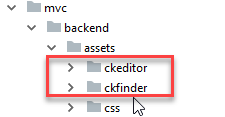 mvc
backend
assets
ckeditor
ckfinder
css